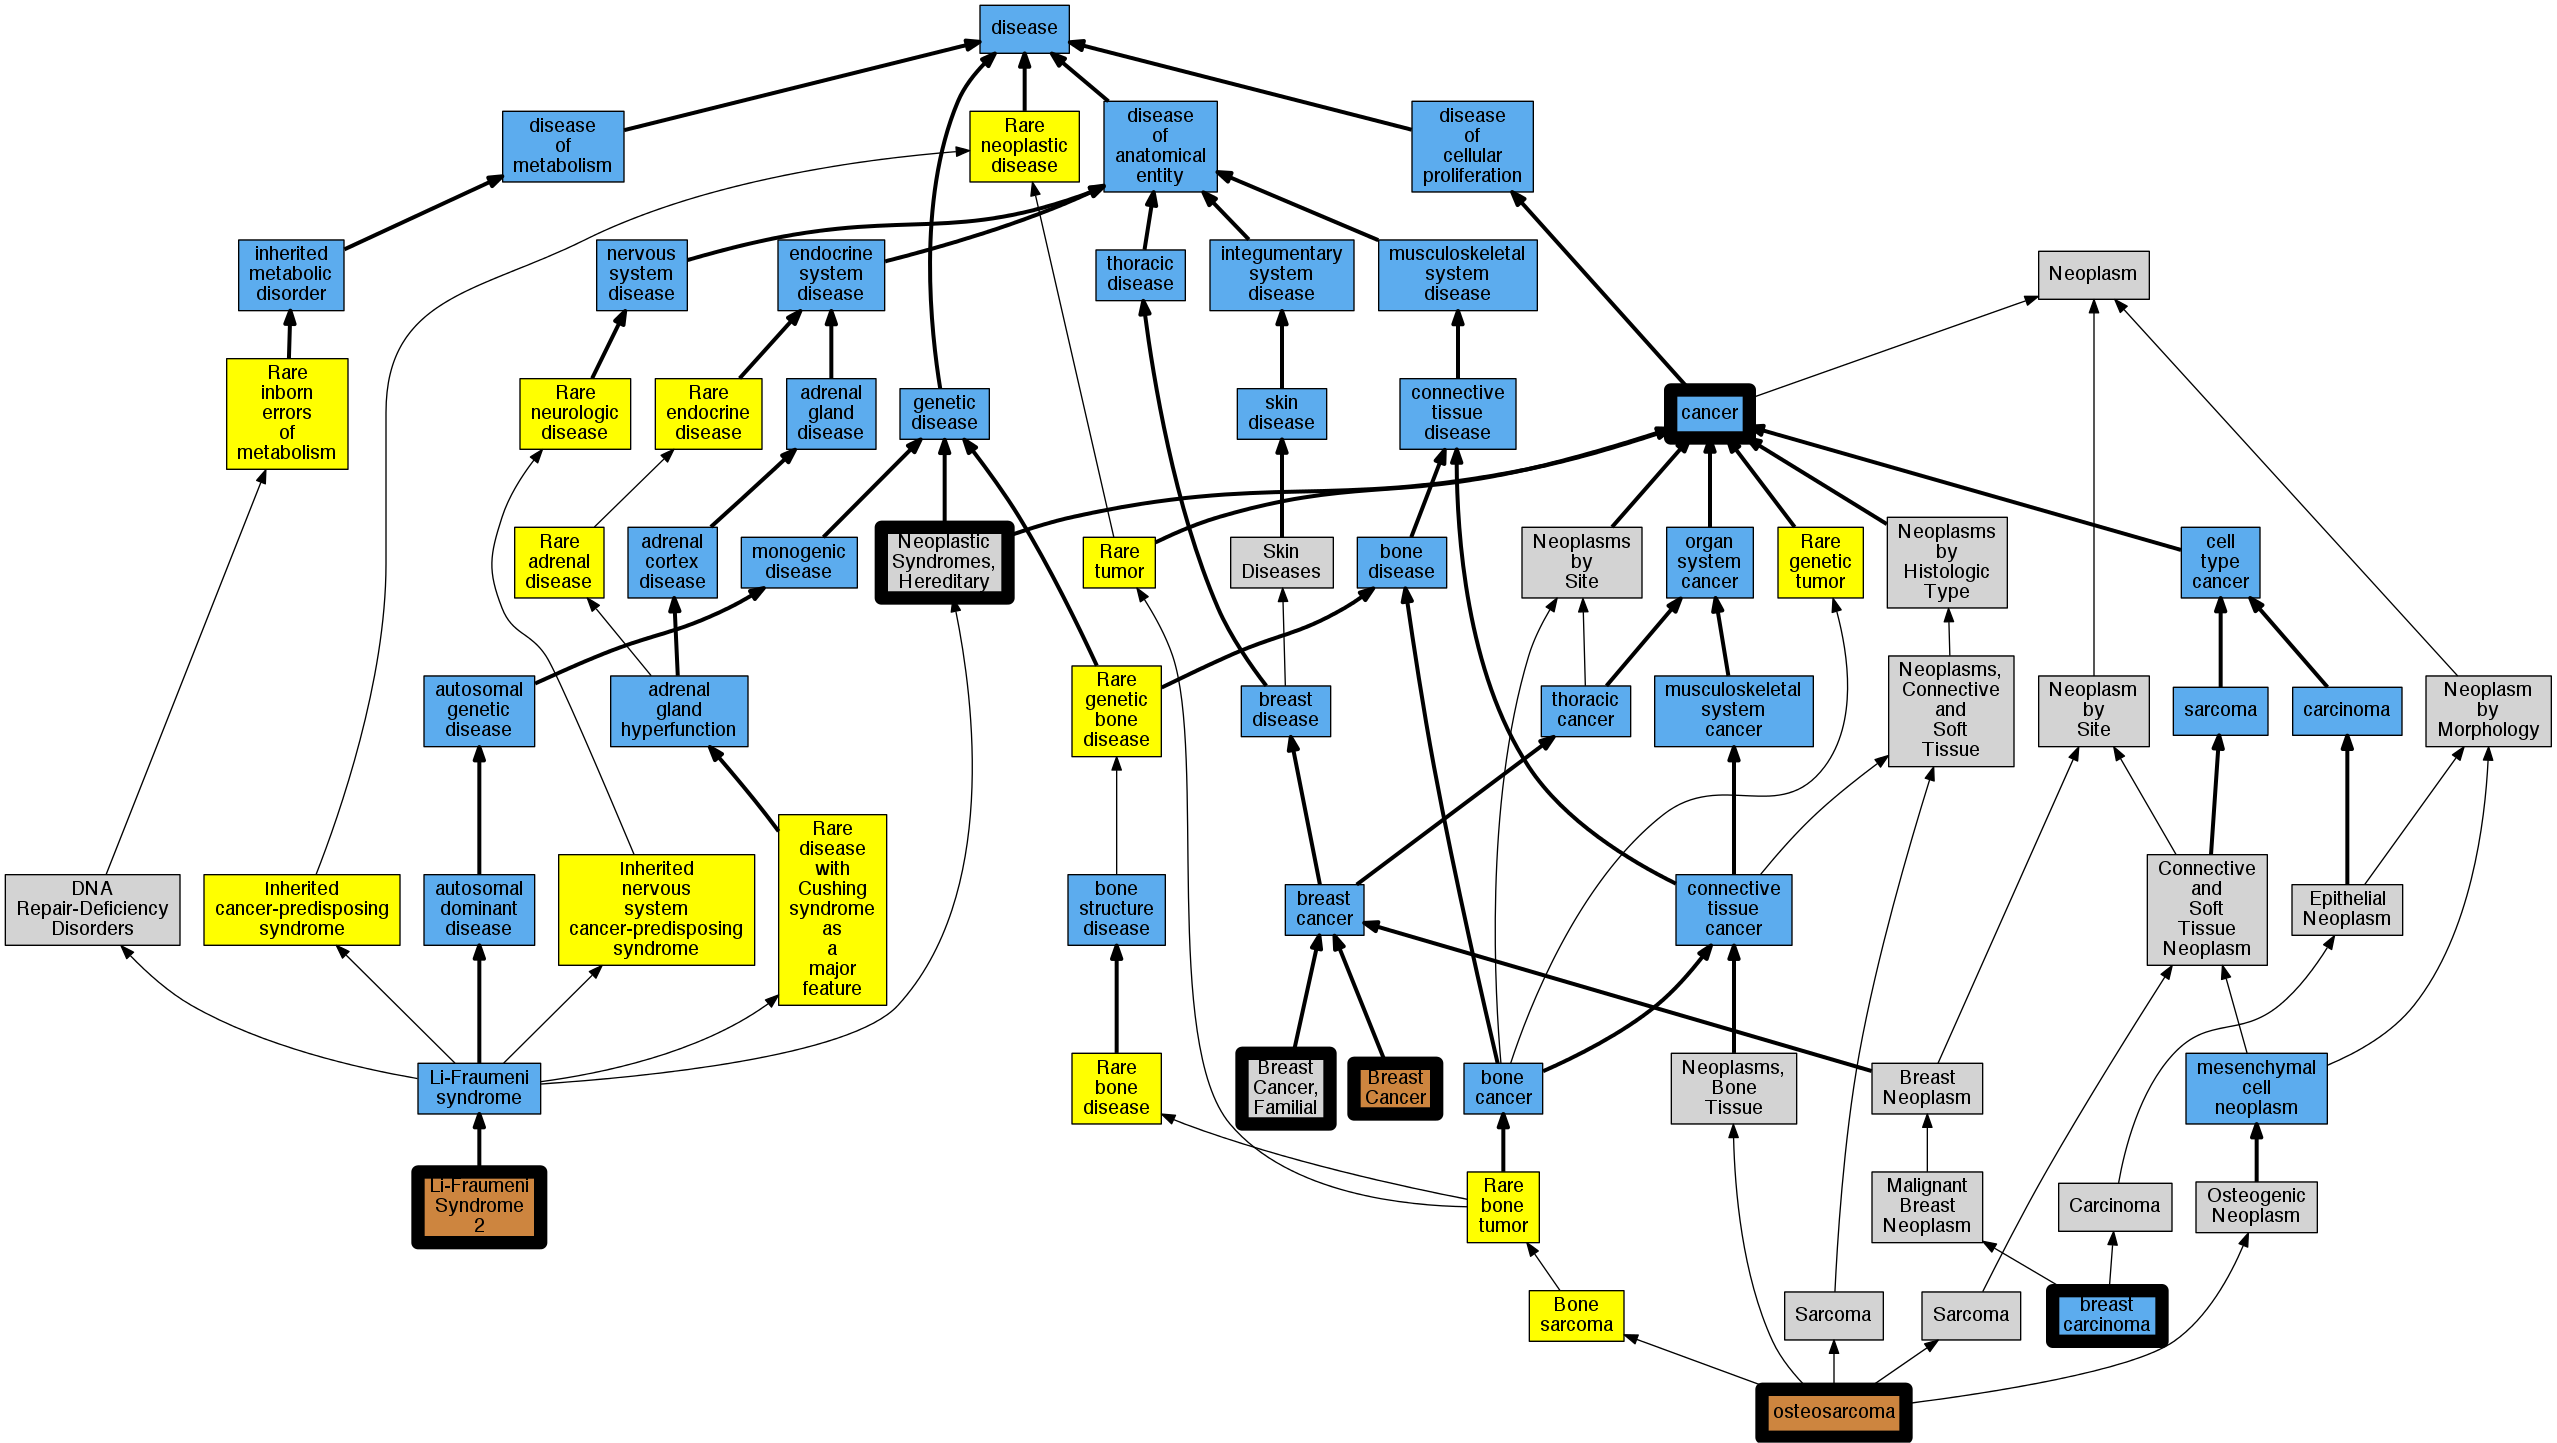 disease
disease
of
metabolism
Rare
neoplastic
disease
disease
of
anatomical
entity
disease
of
cellular
proliferation
inherited
metabolic
disorder
nervous
system
disease
endocrine
system
disease
thoracic
disease
integumentary
system
disease
musculoskeletal
system
disease
Neoplasm
Rare
inborn
errors
of
metabolism
Rare
neurologic
disease
Rare
endocrine
disease
adrenal
gland
disease
genetic
disease
skin
disease
connective
tissue
disease
cancer
Rare
adrenal
disease
adrenal
cortex
disease
monogenic
disease
Neoplastic
Syndromes,
Hereditary
Rare
tumor
Skin
Diseases
bone
disease
Neoplasms
by
Site
organ
system
cancer
Rare
genetic
tumor
Neoplasms
by
Histologic
Type
cell
type
cancer
autosomal
genetic
disease
adrenal
gland
hyperfunction
Rare
genetic
bone
disease
breast
disease
thoracic
cancer
musculoskeletal
system
cancer
Neoplasms,
Connective
and
Soft
Tissue
Neoplasm
by
Site
sarcoma
carcinoma
Neoplasm
by
Morphology
DNA
Repair-Deficiency
Disorders
Inherited
cancer-predisposing
syndrome
autosomal
dominant
disease
Inherited
nervous
system
cancer-predisposing
syndrome
Rare
disease
with
Cushing
syndrome
as
a
major
feature
bone
structure
disease
breast
cancer
connective
tissue
cancer
Connective
and
Soft
Tissue
Neoplasm
Epithelial
Neoplasm
Li-Fraumeni
syndrome
Rare
bone
disease
Breast
Cancer,
Familial
Breast
Cancer
bone
cancer
Neoplasms,
Bone
Tissue
Breast
Neoplasm
mesenchymal
cell
neoplasm
Li-Fraumeni
Syndrome
2
Rare
bone
tumor
Malignant
Breast
Neoplasm
Carcinoma
Osteogenic
Neoplasm
Bone
sarcoma
Sarcoma
Sarcoma
breast
carcinoma
osteosarcoma